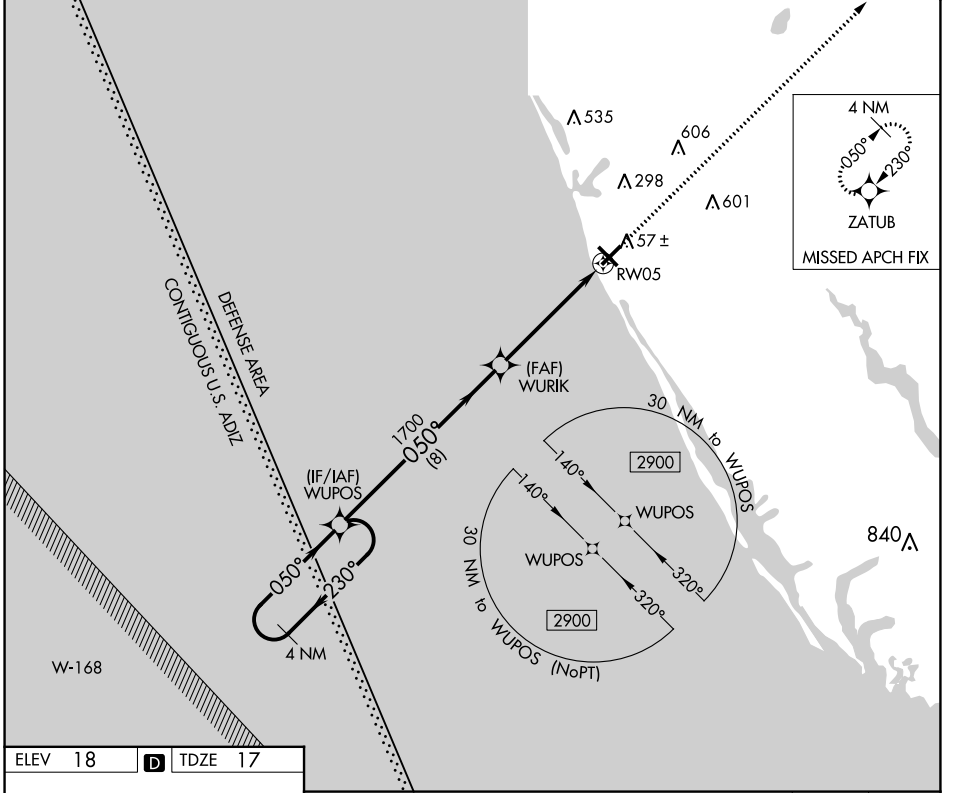 535
606
298
601
57 ±
RW05
4 NM
050°
230°
ZATUB
MISSED APCH FIX
DEFENSE AREA
CONTIGUOUS U.S. ADIZ
(FAF)
WURIK
1700
050°
(8)
(IF/IAF)
WUPOS
050°
230°
4 NM
30 NM to WUPOS
2900
140°
WUPOS
320°
140°
WUPOS
320°
2900
30 NM to WUPOS (NoPT)
840
W-168
ELEV 18 D TDZE 17